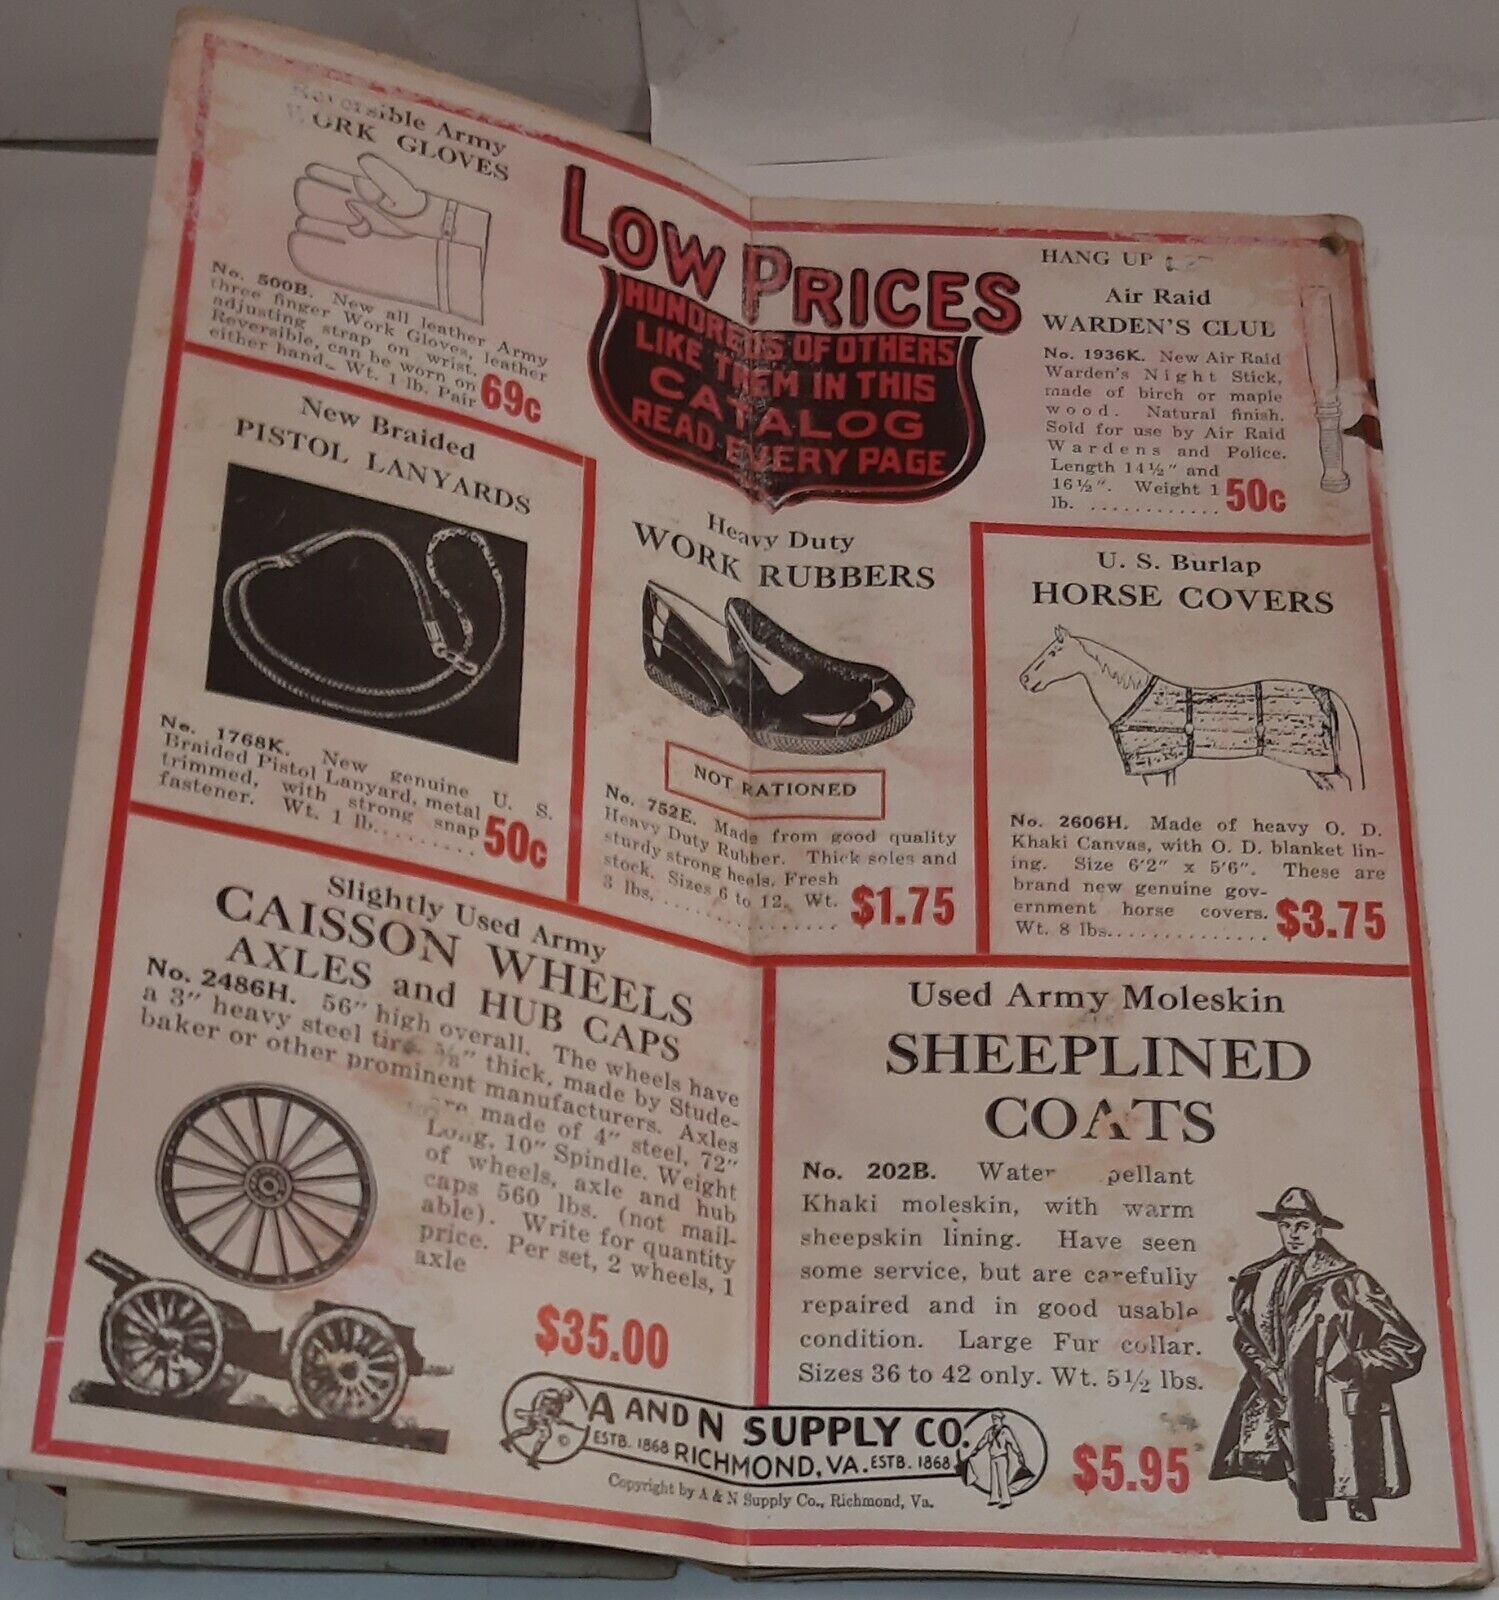 Reversible Army
WORK GLOVES
No. 500B. New all leather Army
three finger Work Gloves, leather
adjusting strap on wrist.
Reversible, can be worn on
either hand. Wt. 1 lb. Pair 69c
LOW PRICES
HUNDREDS OF OTHERS
LIKE THEM IN THIS
CATALOG
READ EVERY PAGE
HANG UP
Air Raid
WARDEN'S CLUB
No. 1936K. New Air Raid
Warden's Night Stick,
made of birch or maple
wood. Natural finish.
Sold for use by Air Raid
Wardens and Police.
Length 14½" and
16½". Weight 1
lb. ............ 50c
New Braided
PISTOL LANYARDS
No. 1768K. New genuine U. S.
Braided Pistol Lanyard, metal
trimmed, with strong snap
fastener. Wt. 1 lb.......... 50c
Heavy Duty
WORK RUBBERS
NOT RATIONED
No. 752E. Made from good quality
Heavy Duty Rubber. Thick soles and
sturdy strong heels. Fresh
stock. Sizes 6 to 12. Wt.
3 lbs. ................ $1.75
U. S. Burlap
HORSE COVERS
No. 2606H. Made of heavy O. D.
Khaki Canvas, with O. D. blanket lin-
ing. Size 6'2" x 5'6". These are
brand new genuine gov-
ernment horse covers.
Wt. 8 lbs.............. $3.75
Slightly Used Army
CAISSON WHEELS
AXLES and HUB CAPS
No. 2486H. 56" high overall. The wheels have
a 3" heavy steel tire ⅝" thick, made by Stude-
baker or other prominent manufacturers. Axles
are made of 4" steel, 72"
Long, 10" Spindle. Weight
of wheels, axle and hub
caps 560 lbs. (not mail-
able). Write for quantity
price. Per set, 2 wheels, 1
axle
$35.00
Used Army Moleskin
SHEEPLINED
COATS
No. 202B. Water pellant
Khaki moleskin, with warm
sheepskin lining. Have seen
some service, but are carefully
repaired and in good usable
condition. Large Fur collar.
Sizes 36 to 42 only. Wt. 5½ lbs.
$5.95
A AND N SUPPLY CO.
ESTB. 1868 RICHMOND, VA. ESTB. 1868
©
Copyright by A & N Supply Co., Richmond, Va.